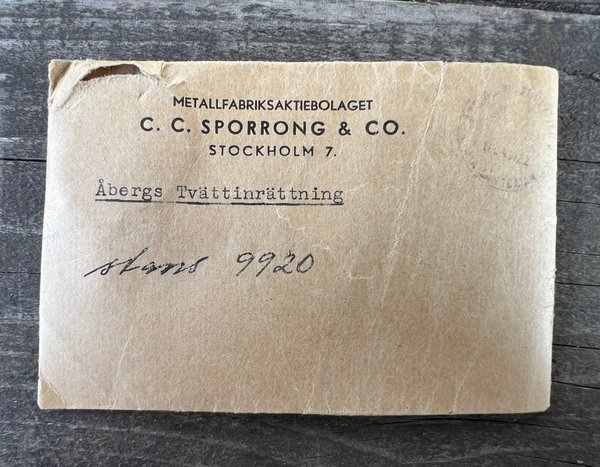 METALLFABRIKSAKTIEBOLAGET
C. C. SPORRONG & CO.
STOCKHOLM 7.
Åbergs Tvättinrättning
stans 9920